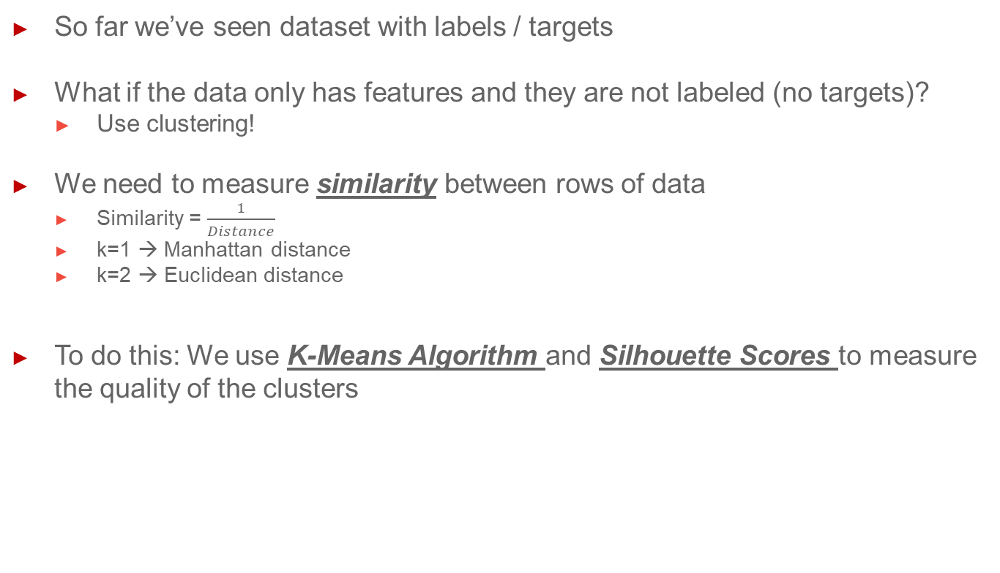 ► So far we’ve seen dataset with labels / targets
► What if the data only has features and they are not labeled (no targets)?
► Use clustering!
► We need to measure similarity between rows of data
► Similarity = 1 / Distance
► k=1 → Manhattan distance
► k=2 → Euclidean distance
► To do this: We use K-Means Algorithm and Silhouette Scores to measure
the quality of the clusters